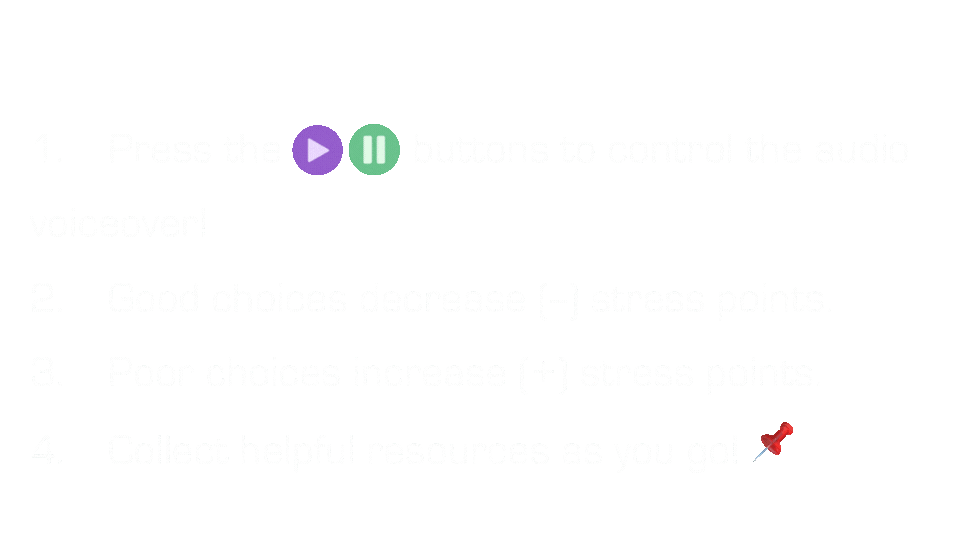 1. Press the buttons to control the audio
voiceover!
2. Good choices decrease (-) stress points
3. Poor choices increase (+) stress points
4. Collect helpful resources as you go!